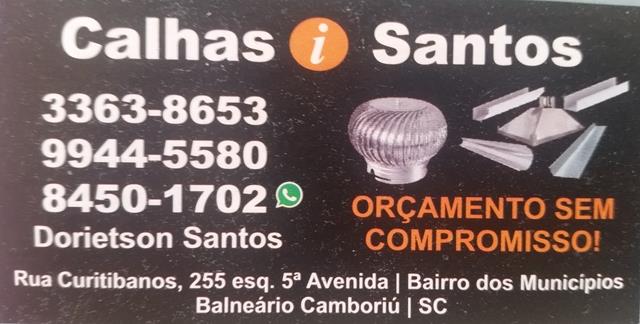 Calhas i Santos
3363-8653
9944-5580
8450-1702
Dorietson Santos
ORÇAMENTO SEM
COMPROMISSO!
Rua Curitibanos, 255 esq. 5ª Avenida | Bairro dos Municípios
Balneário Camboriú | SC